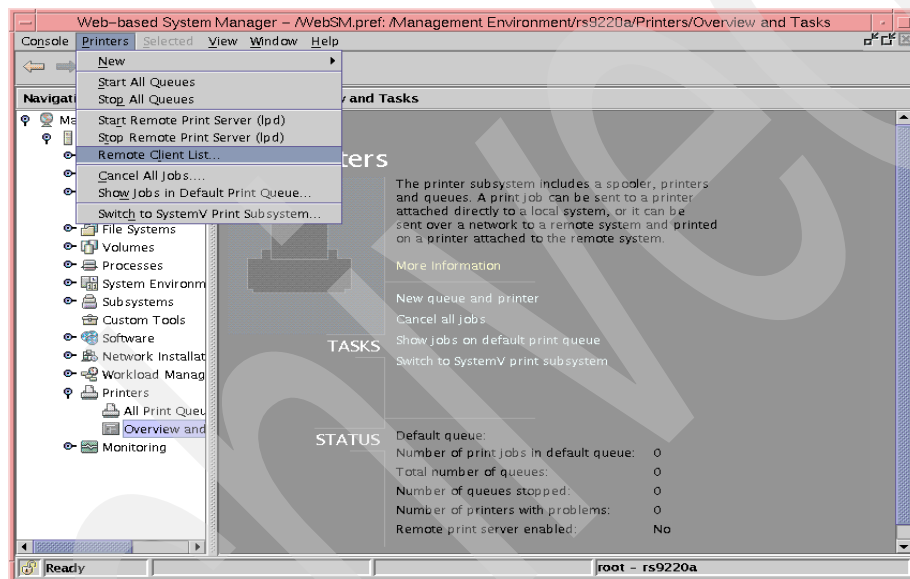 Web-based System Manager - /WebSM.pref: /Management Environment/rs9220a/Printers/Overview and Tasks
Console Printers Selected View Window Help
New
Start All Queues
Stop All Queues
Start Remote Print Server (lpd)
Stop Remote Print Server (lpd)
Remote Client List...
Cancel All Jobs....
Show Jobs in Default Print Queue...
Switch to SystemV Print Subsystem...
Navigati
and Tasks
Ma
File Systems
Volumes
Processes
System Environm
Subsystems
Custom Tools
Software
Network Installat
Workload Manag
Printers
All Print Queu
Overview and
Monitoring
ters
The printer subsystem includes a spooler, printers
and queues. A print job can be sent to a printer
attached directly to a local system, or it can be
sent over a network to a remote system and printed
on a printer attached to the remote system.
More Information
New queue and printer
Cancel all jobs
TASKS Show jobs on default print queue
Switch to SystemV print subsystem
STATUS Default queue:
Number of print jobs in default queue: 0
Total number of queues: 0
Number of queues stopped: 0
Number of printers with problems: 0
Remote print server enabled: No
Ready
root - rs9220a